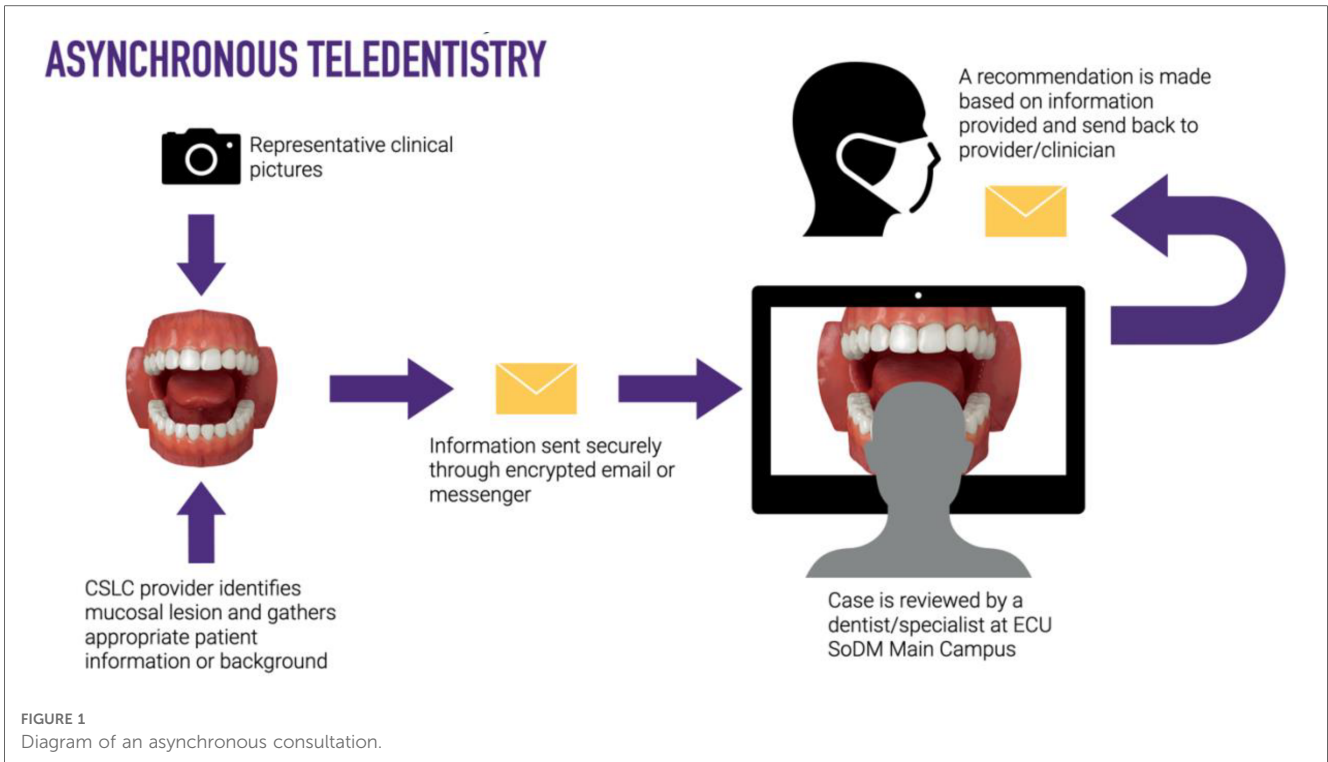 ASYNCHRONOUS TELEDENTISTRY
Representative clinical
pictures
CSLC provider identifies
mucosal lesion and gathers
appropriate patient
information or background
Information sent securely
through encrypted email or
messenger
Case is reviewed by a
dentist/specialist at ECU
SoDM Main Campus
A recommendation is made
based on information
provided and send back to
provider/clinician
FIGURE 1
Diagram of an asynchronous consultation.